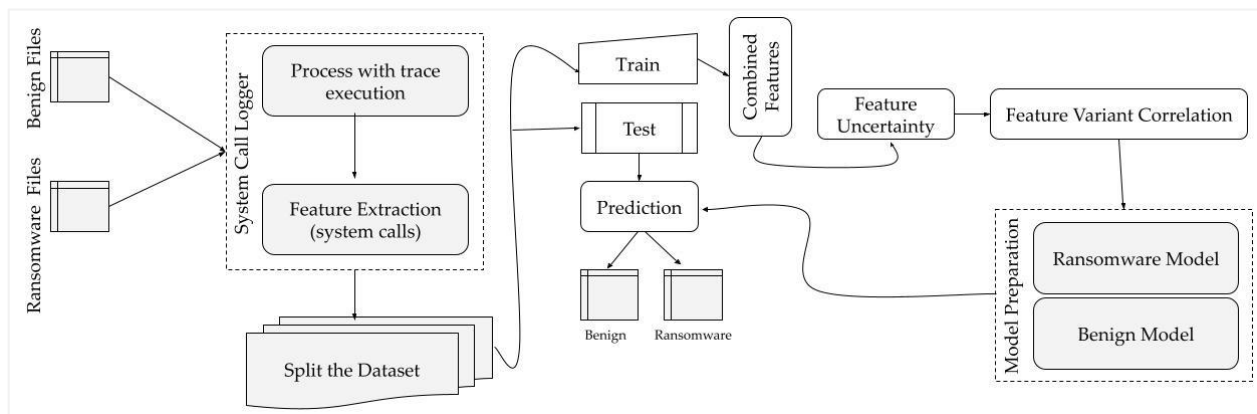 Benign Files
Ransomware Files
System Call Logger
Process with trace
execution
Feature Extraction
(system calls)
Split the Dataset
Train
Test
Prediction
Benign
Ransomware
Combined
Features
Feature
Uncertainty
Feature Variant Correlation
Model Preparation
Ransomware Model
Benign Model